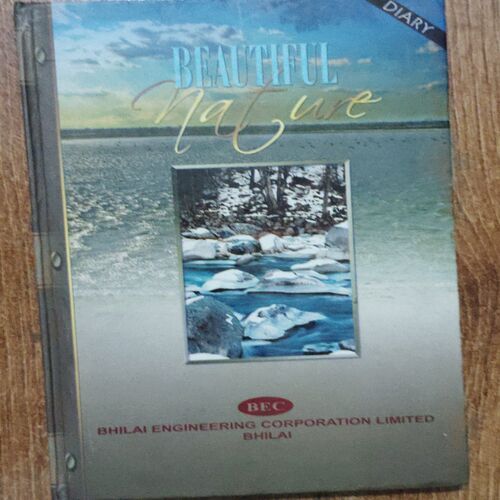 DIARY
BEAUTIFUL
Nature
BEC
BHILAI ENGINEERING CORPORATION LIMITED
BHILAI